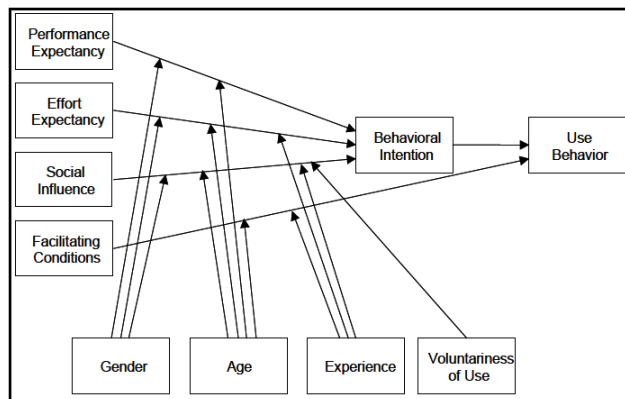 Performance
Expectancy
Effort
Expectancy
Social
Influence
Facilitating
Conditions
Behavioral
Intention
Use
Behavior
Gender
Age
Experience
Voluntariness
of Use